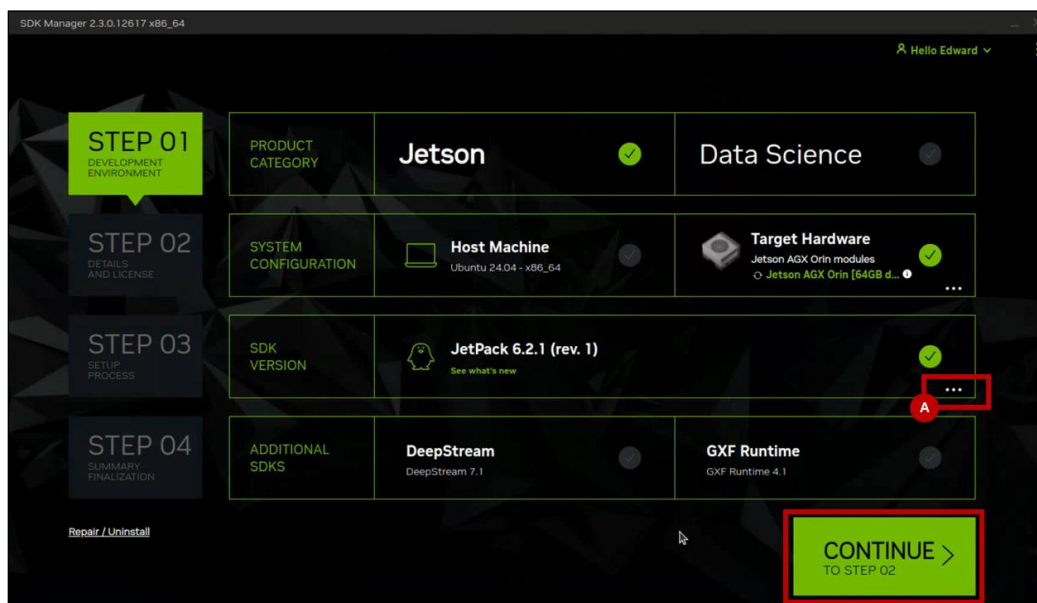 SDK Manager 2.3.0.12617 x86_64
Hello Edward
STEP 01
DEVELOPMENT
ENVIRONMENT
PRODUCT
CATEGORY
Jetson
Data Science
STEP 02
DETAILS
AND LICENSE
SYSTEM
CONFIGURATION
Host Machine
Ubuntu 24.04 - x86_64
Target Hardware
Jetson AGX Orin modules
Jetson AGX Orin [64GB d...
...
STEP 03
SETUP
PROCESS
SDK
VERSION
JetPack 6.2.1 (rev. 1)
See what's new
...
A
STEP 04
SUMMARY
FINALIZATION
ADDITIONAL
SDKS
DeepStream
DeepStream 7.1
GXF Runtime
GXF Runtime 4.1
Repair / Uninstall
CONTINUE >
TO STEP 02